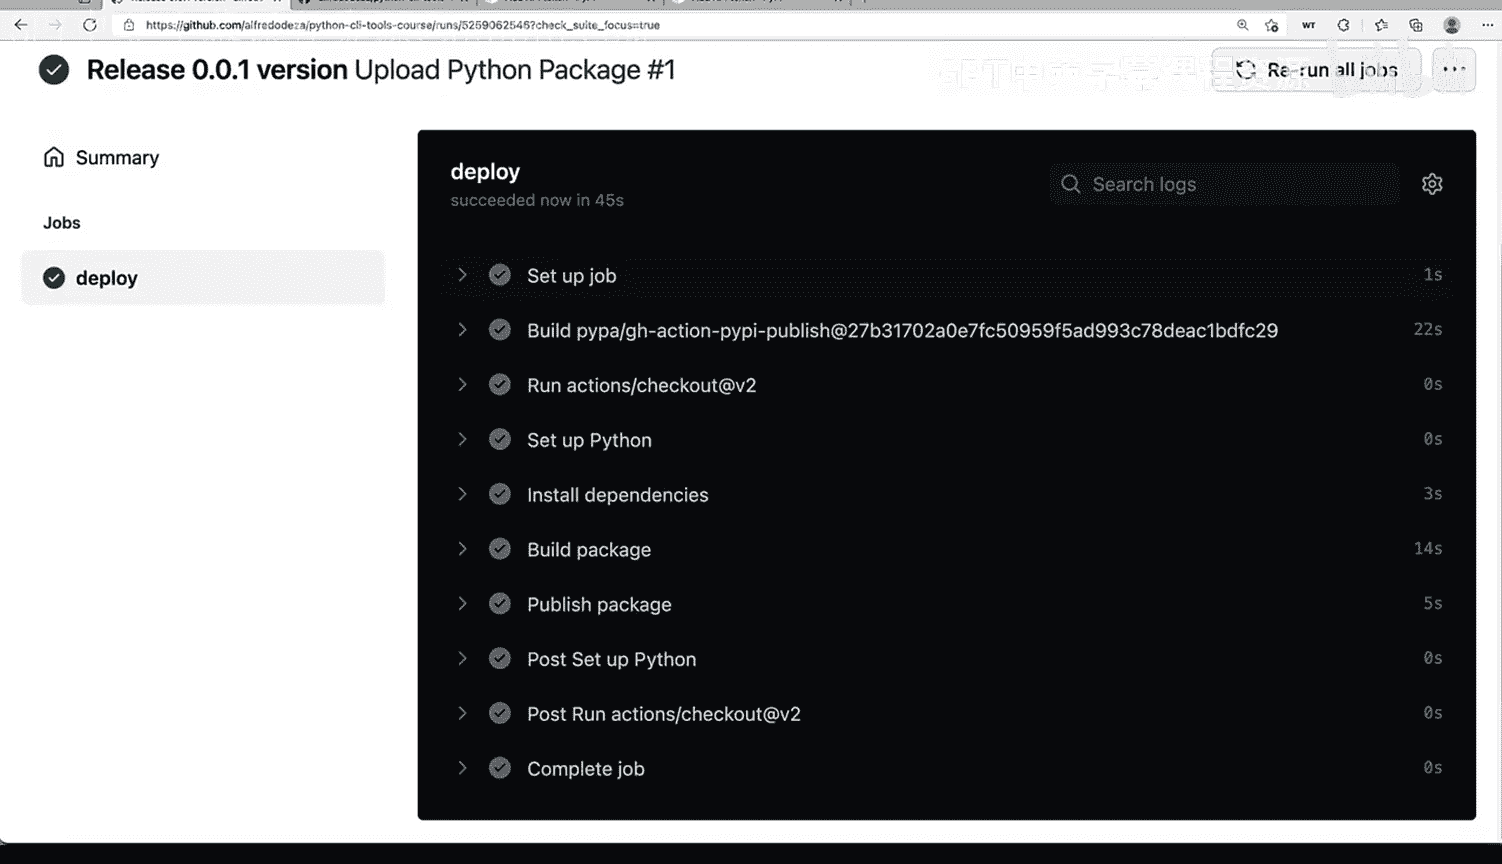 https://github.com/alfredodeza/python-cli-tools-course/runs/5259062546?check_suite_focus=true
WT
Release 0.0.1 version Upload Python Package #1
Re-run all jobs
Summary
Jobs
deploy
deploy
succeeded now in 45s
Search logs
Set up job 1s
Build pypa/gh-action-pypi-publish@27b31702a0e7fc50959f5ad993c78deac1bdfc29 22s
Run actions/checkout@v2 0s
Set up Python 0s
Install dependencies 3s
Build package 14s
Publish package 5s
Post Set up Python 0s
Post Run actions/checkout@v2 0s
Complete job 0s